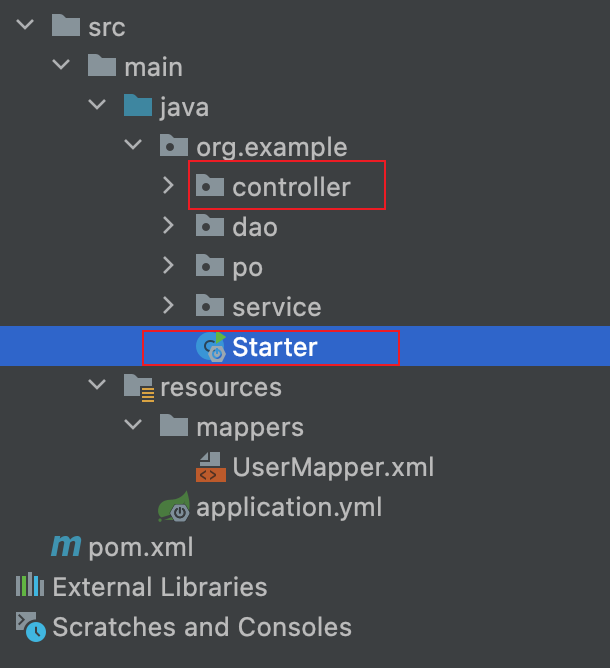 src
main
java
org.example
controller
dao
po
service
Starter
resources
mappers
UserMapper.xml
application.yml
pom.xml
External Libraries
Scratches and Consoles